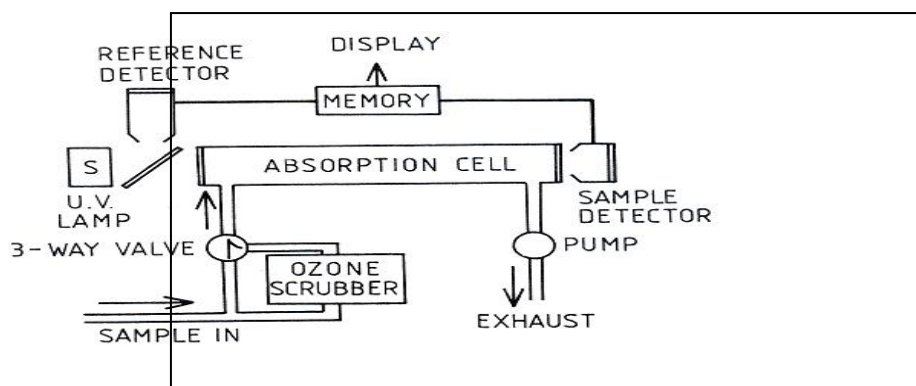 DISPLAY
REFERENCE
DETECTOR
MEMORY
S
ABSORPTION CELL
U.V.
LAMP
SAMPLE
DETECTOR
3-WAY VALVE
PUMP
OZONE
SCRUBBER
SAMPLE IN
EXHAUST